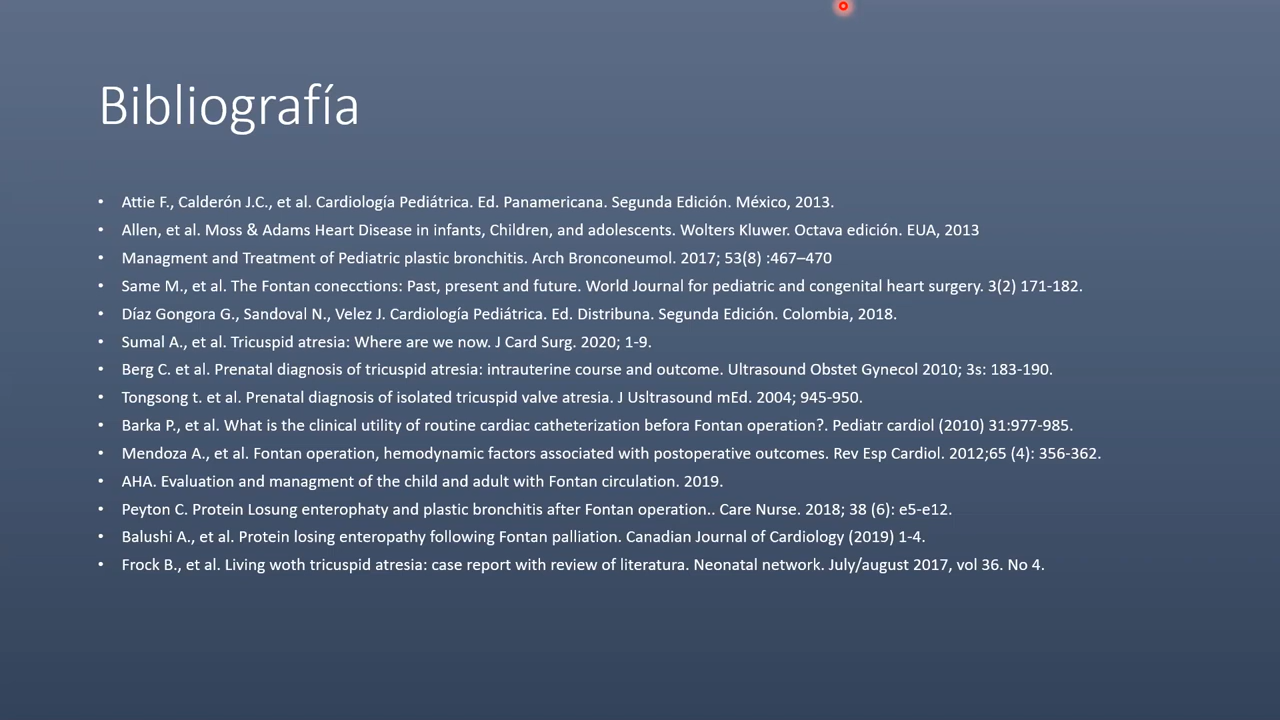 Bibliografía
• Attie F., Calderón J.C., et al. Cardiología Pediátrica. Ed. Panamericana. Segunda Edición. México, 2013.
• Allen, et al. Moss & Adams Heart Disease in infants, Children, and adolescents. Wolters Kluwer. Octava edición. EUA, 2013
• Managment and Treatment of Pediatric plastic bronchitis. Arch Bronconeumol. 2017; 53(8) :467–470
• Same M., et al. The Fontan conecctions: Past, present and future. World Journal for pediatric and congenital heart surgery. 3(2) 171-182.
• Díaz Gongora G., Sandoval N., Velez J. Cardiología Pediátrica. Ed. Distribuna. Segunda Edición. Colombia, 2018.
• Sumal A., et al. Tricuspid atresia: Where are we now. J Card Surg. 2020; 1-9.
• Berg C. et al. Prenatal diagnosis of tricuspid atresia: intrauterine course and outcome. Ultrasound Obstet Gynecol 2010; 3s: 183-190.
• Tongsong t. et al. Prenatal diagnosis of isolated tricuspid valve atresia. J Usltrasound mEd. 2004; 945-950.
• Barka P., et al. What is the clinical utility of routine cardiac catheterization befora Fontan operation?. Pediatr cardiol (2010) 31:977-985.
• Mendoza A., et al. Fontan operation, hemodynamic factors associated with postoperative outcomes. Rev Esp Cardiol. 2012;65 (4): 356-362.
• AHA. Evaluation and managment of the child and adult with Fontan circulation. 2019.
• Peyton C. Protein Losung enterophaty and plastic bronchitis after Fontan operation.. Care Nurse. 2018; 38 (6): e5-e12.
• Balushi A., et al. Protein losing enteropathy following Fontan palliation. Canadian Journal of Cardiology (2019) 1-4.
• Frock B., et al. Living woth tricuspid atresia: case report with review of literatura. Neonatal network. July/august 2017, vol 36. No 4.